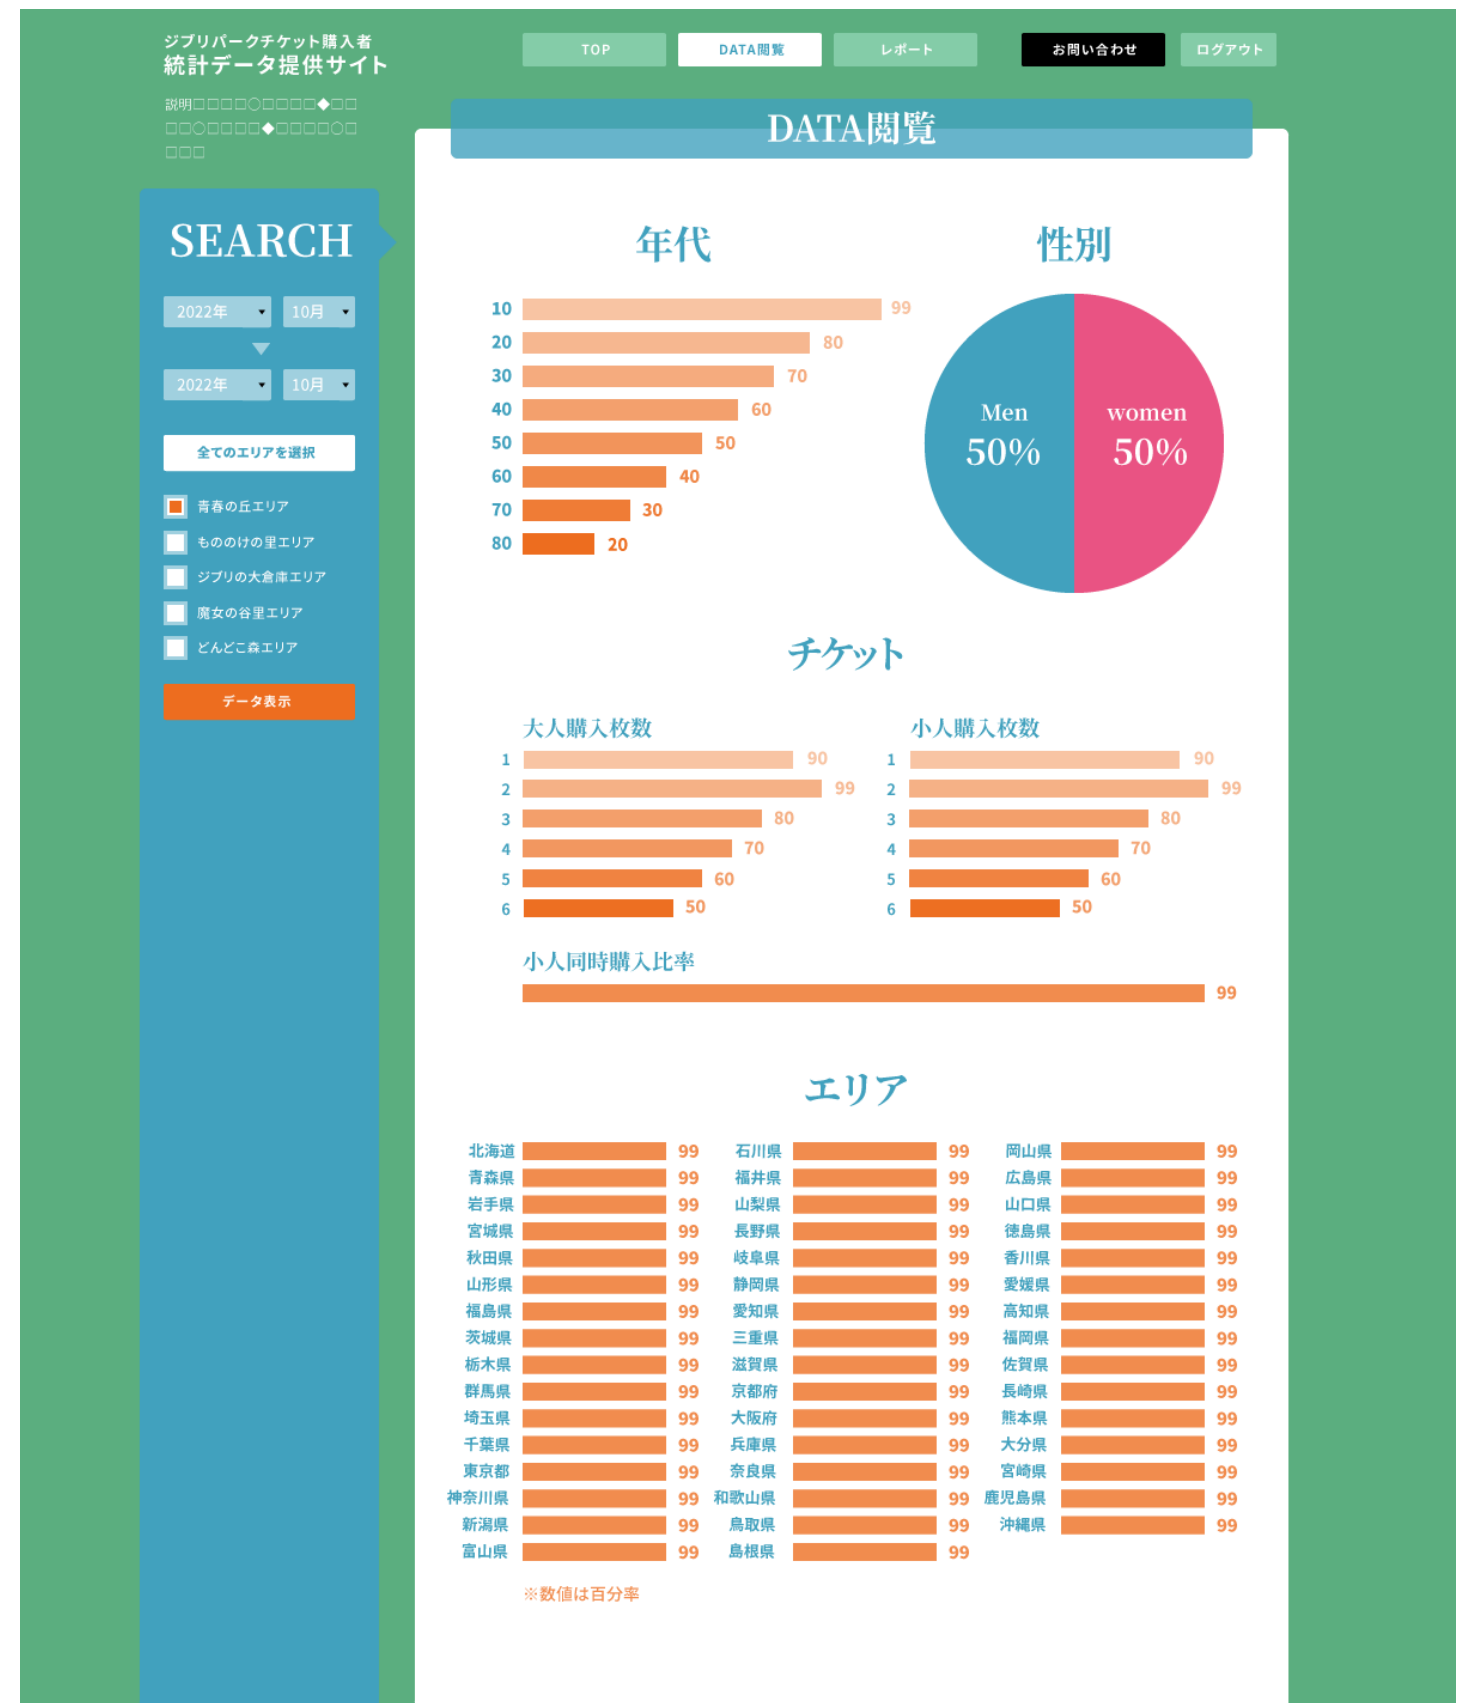 ジブリパークチケット購入者
統計データ提供サイト
説明□□□□○□□□□◆□□
□□○□□□□◆□□□□○□
□□□
TOP
DATA閲覧
レポート
お問い合わせ
ログアウト
DATA閲覧
SEARCH
2022年 10月
2022年 10月
全てのエリアを選択
青春の丘エリア
もののけの里エリア
ジブリの大倉庫エリア
魔女の谷里エリア
どんどこ森エリア
データ表示
年代
10 99
20 80
30 70
40 60
50 50
60 40
70 30
80 20
性別
Men
50%
women
50%
チケット
大人購入枚数
1 90
2 99
3 80
4 70
5 60
6 50
小人購入枚数
1 90
2 99
3 80
4 70
5 60
6 50
小人同時購入比率
99
エリア
北海道 99
青森県 99
岩手県 99
宮城県 99
秋田県 99
山形県 99
福島県 99
茨城県 99
栃木県 99
群馬県 99
埼玉県 99
千葉県 99
東京都 99
神奈川県 99
新潟県 99
富山県 99
石川県 99
福井県 99
山梨県 99
長野県 99
岐阜県 99
静岡県 99
愛知県 99
三重県 99
滋賀県 99
京都府 99
大阪府 99
兵庫県 99
奈良県 99
和歌山県 99
鳥取県 99
島根県 99
岡山県 99
広島県 99
山口県 99
徳島県 99
香川県 99
愛媛県 99
高知県 99
福岡県 99
佐賀県 99
長崎県 99
熊本県 99
大分県 99
宮崎県 99
鹿児島県 99
沖縄県 99
※数値は百分率